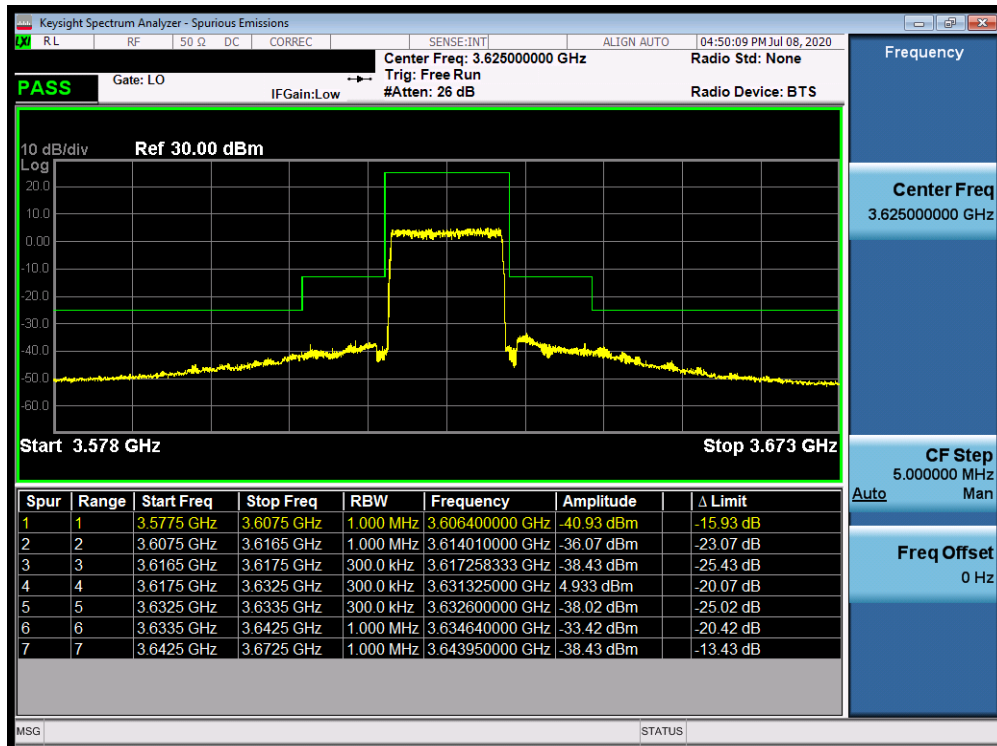 Keysight Spectrum Analyzer - Spurious Emissions
LXI RL RF 50 Ω DC CORREC SENSE:INT ALIGN AUTO 04:50:09 PM Jul 08, 2020
Center Freq: 3.625000000 GHz Radio Std: None
Trig: Free Run
PASS Gate: LO IFGain:Low #Atten: 26 dB Radio Device: BTS
10 dB/div Ref 30.00 dBm
Log
20.0
10.0
0.00
-10.0
-20.0
-30.0
-40.0
-50.0
-60.0
Start 3.578 GHz Stop 3.673 GHz
Spur Range Start Freq Stop Freq RBW Frequency Amplitude Δ Limit
1 1 3.5775 GHz 3.6075 GHz 1.000 MHz 3.606400000 GHz -40.93 dBm -15.93 dB
2 2 3.6075 GHz 3.6165 GHz 1.000 MHz 3.614010000 GHz -36.07 dBm -23.07 dB
3 3 3.6165 GHz 3.6175 GHz 300.0 kHz 3.617258333 GHz -38.43 dBm -25.43 dB
4 4 3.6175 GHz 3.6325 GHz 300.0 kHz 3.631325000 GHz 4.933 dBm -20.07 dB
5 5 3.6325 GHz 3.6335 GHz 300.0 kHz 3.632600000 GHz -38.02 dBm -25.02 dB
6 6 3.6335 GHz 3.6425 GHz 1.000 MHz 3.634640000 GHz -33.42 dBm -20.42 dB
7 7 3.6425 GHz 3.6725 GHz 1.000 MHz 3.643950000 GHz -38.43 dBm -13.43 dB
MSG STATUS
Frequency
Center Freq
3.625000000 GHz
CF Step
5.000000 MHz
Auto Man
Freq Offset
0 Hz